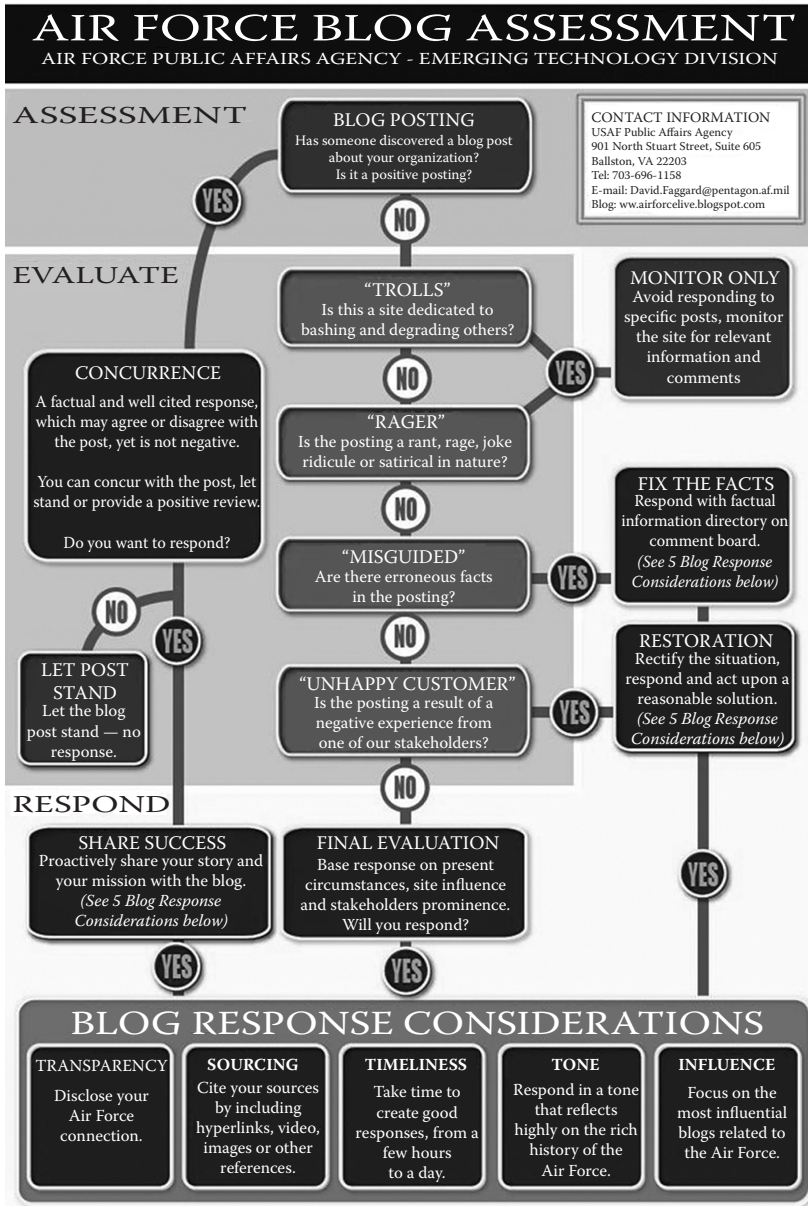 AIR FORCE BLOG ASSESSMENT
AIR FORCE PUBLIC AFFAIRS AGENCY - EMERGING TECHNOLOGY DIVISION
ASSESSMENT
BLOG POSTING
Has someone discovered a blog post
about your organization?
Is it a positive posting?
CONTACT INFORMATION
USAF Public Affairs Agency
901 North Stuart Street, Suite 605
Ballston, VA 22203
Tel: 703-696-1158
E-mail: David.Faggard@pentagon.af.mil
Blog: ww.airforcelive.blogspot.com
YES
NO
EVALUATE
"TROLLS"
Is this a site dedicated to
bashing and degrading others?
MONITOR ONLY
Avoid responding to
specific posts, monitor
the site for relevant
information and
comments
YES
NO
CONCURRENCE
A factual and well cited response,
which may agree or disagree with
the post, yet is not negative.
You can concur with the post, let
stand or provide a positive review.
Do you want to respond?
"RAGER"
Is the posting a rant, rage, joke
ridicule or satirical in nature?
NO
FIX THE FACTS
Respond with factual
information directory on
comment board.
(See 5 Blog Response
Considerations below)
"MISGUIDED"
Are there erroneous facts
in the posting?
YES
NO
NO
YES
LET POST
STAND
Let the blog
post stand — no
response.
RESTORATION
Rectify the situation,
respond and act upon a
reasonable solution.
(See 5 Blog Response
Considerations below)
"UNHAPPY CUSTOMER"
Is the posting a result of a
negative experience from
one of our stakeholders?
YES
NO
RESPOND
SHARE SUCCESS
Proactively share your story and
your mission with the blog.
(See 5 Blog Response
Considerations below)
FINAL EVALUATION
Base response on present
circumstances, site influence
and stakeholders prominence.
Will you respond?
YES
YES
YES
BLOG RESPONSE CONSIDERATIONS
TRANSPARENCY
Disclose your
Air Force
connection.
SOURCING
Cite your sources
by including
hyperlinks, video,
images or other
references.
TIMELINESS
Take time to
create good
responses, from a
few hours
to a day.
TONE
Respond in a tone
that reflects
highly on the rich
history of the
Air Force.
INFLUENCE
Focus on the
most influential
blogs related to
the Air Force.